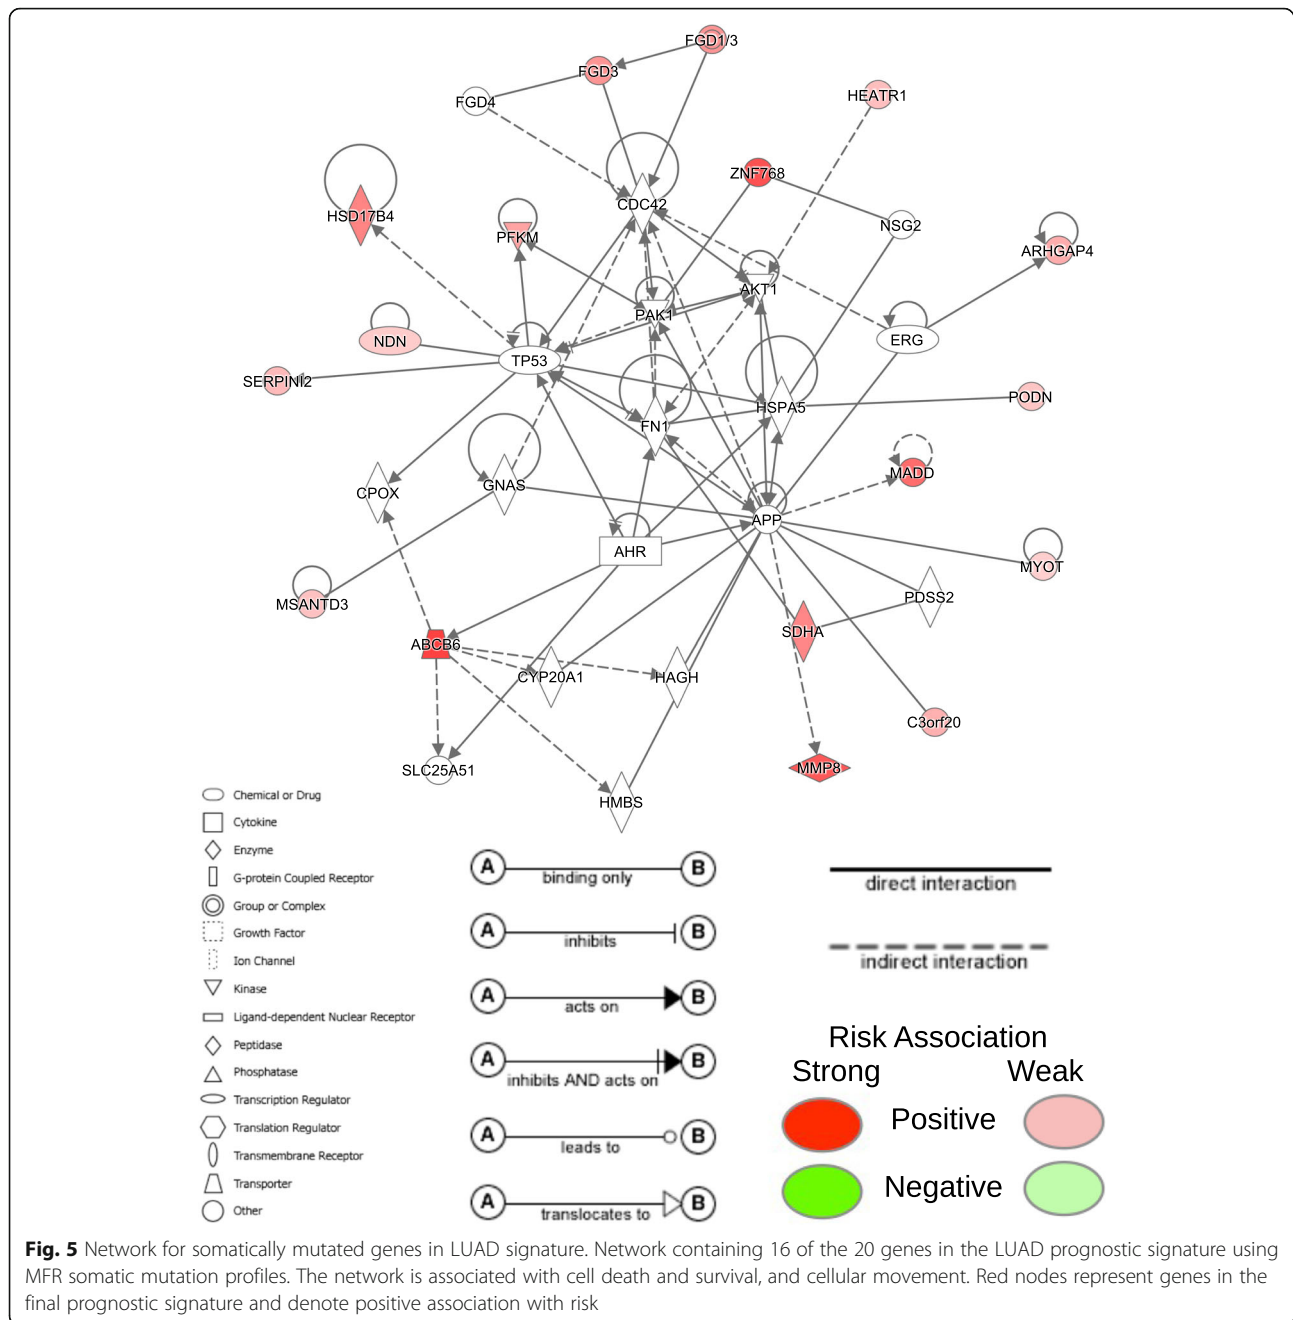 FGD1/3
FGD3
FGD4
HEATR1
ZNF768
CDC42
HSD17B4
PFKM
NSG2
ARHGAP4
AKT1
PAK1
NDN
TP53
ERG
SERPINI2
HSPA5
PODN
FN1
GNAS
CPOX
MADD
APP
AHR
MYOT
MSANTD3
PDSS2
SDHA
ABCB6
CYP20A1
HAGH
C3orf20
SLC25A51
MMP8
HMBS
Chemical or Drug
Cytokine
Enzyme
G-protein Coupled Receptor
Group or Complex
Growth Factor
Ion Channel
Kinase
Ligand-dependent Nuclear Receptor
Peptidase
Phosphatase
Transcription Regulator
Translation Regulator
Transmembrane Receptor
Transporter
Other
A binding only B
A inhibits B
A acts on B
A inhibits AND acts on B
A leads to B
A translocates to B
direct interaction
indirect interaction
Risk Association
Strong Weak
Positive
Negative
Fig. 5 Network for somatically mutated genes in LUAD signature. Network containing 16 of the 20 genes in the LUAD prognostic signature using
MFR somatic mutation profiles. The network is associated with cell death and survival, and cellular movement. Red nodes represent genes in the
final prognostic signature and denote positive association with risk